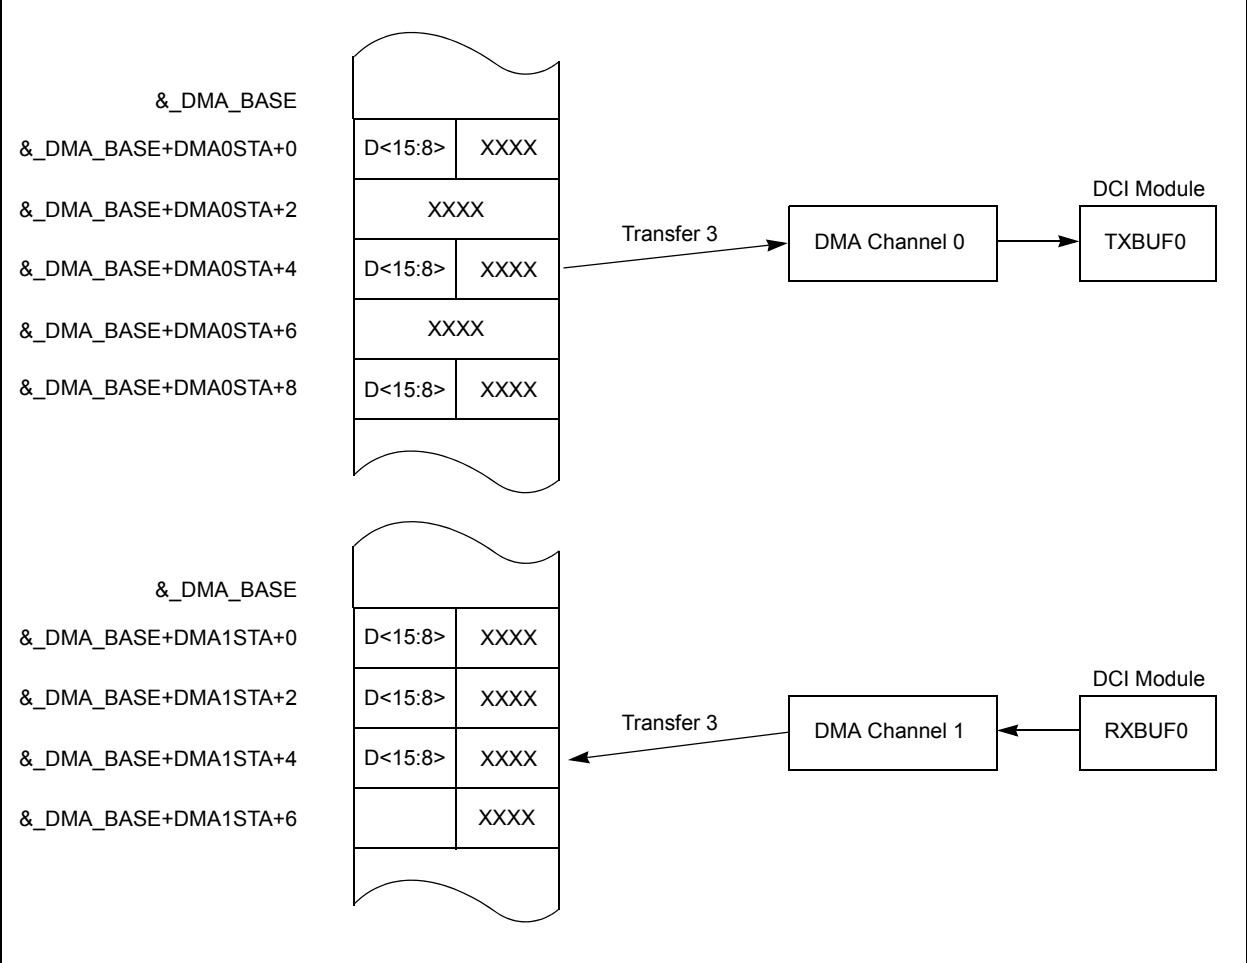 &_DMA_BASE
&_DMA_BASE+DMA0STA+0 D<15:8> XXXX
DCI Module
&_DMA_BASE+DMA0STA+2 XXXX
Transfer 3 DMA Channel 0 TXBUF0
&_DMA_BASE+DMA0STA+4 D<15:8> XXXX
&_DMA_BASE+DMA0STA+6 XXXX
&_DMA_BASE+DMA0STA+8 D<15:8> XXXX
&_DMA_BASE
&_DMA_BASE+DMA1STA+0 D<15:8> XXXX
DCI Module
&_DMA_BASE+DMA1STA+2 D<15:8> XXXX
Transfer 3 DMA Channel 1 RXBUF0
&_DMA_BASE+DMA1STA+4 D<15:8> XXXX
&_DMA_BASE+DMA1STA+6 XXXX